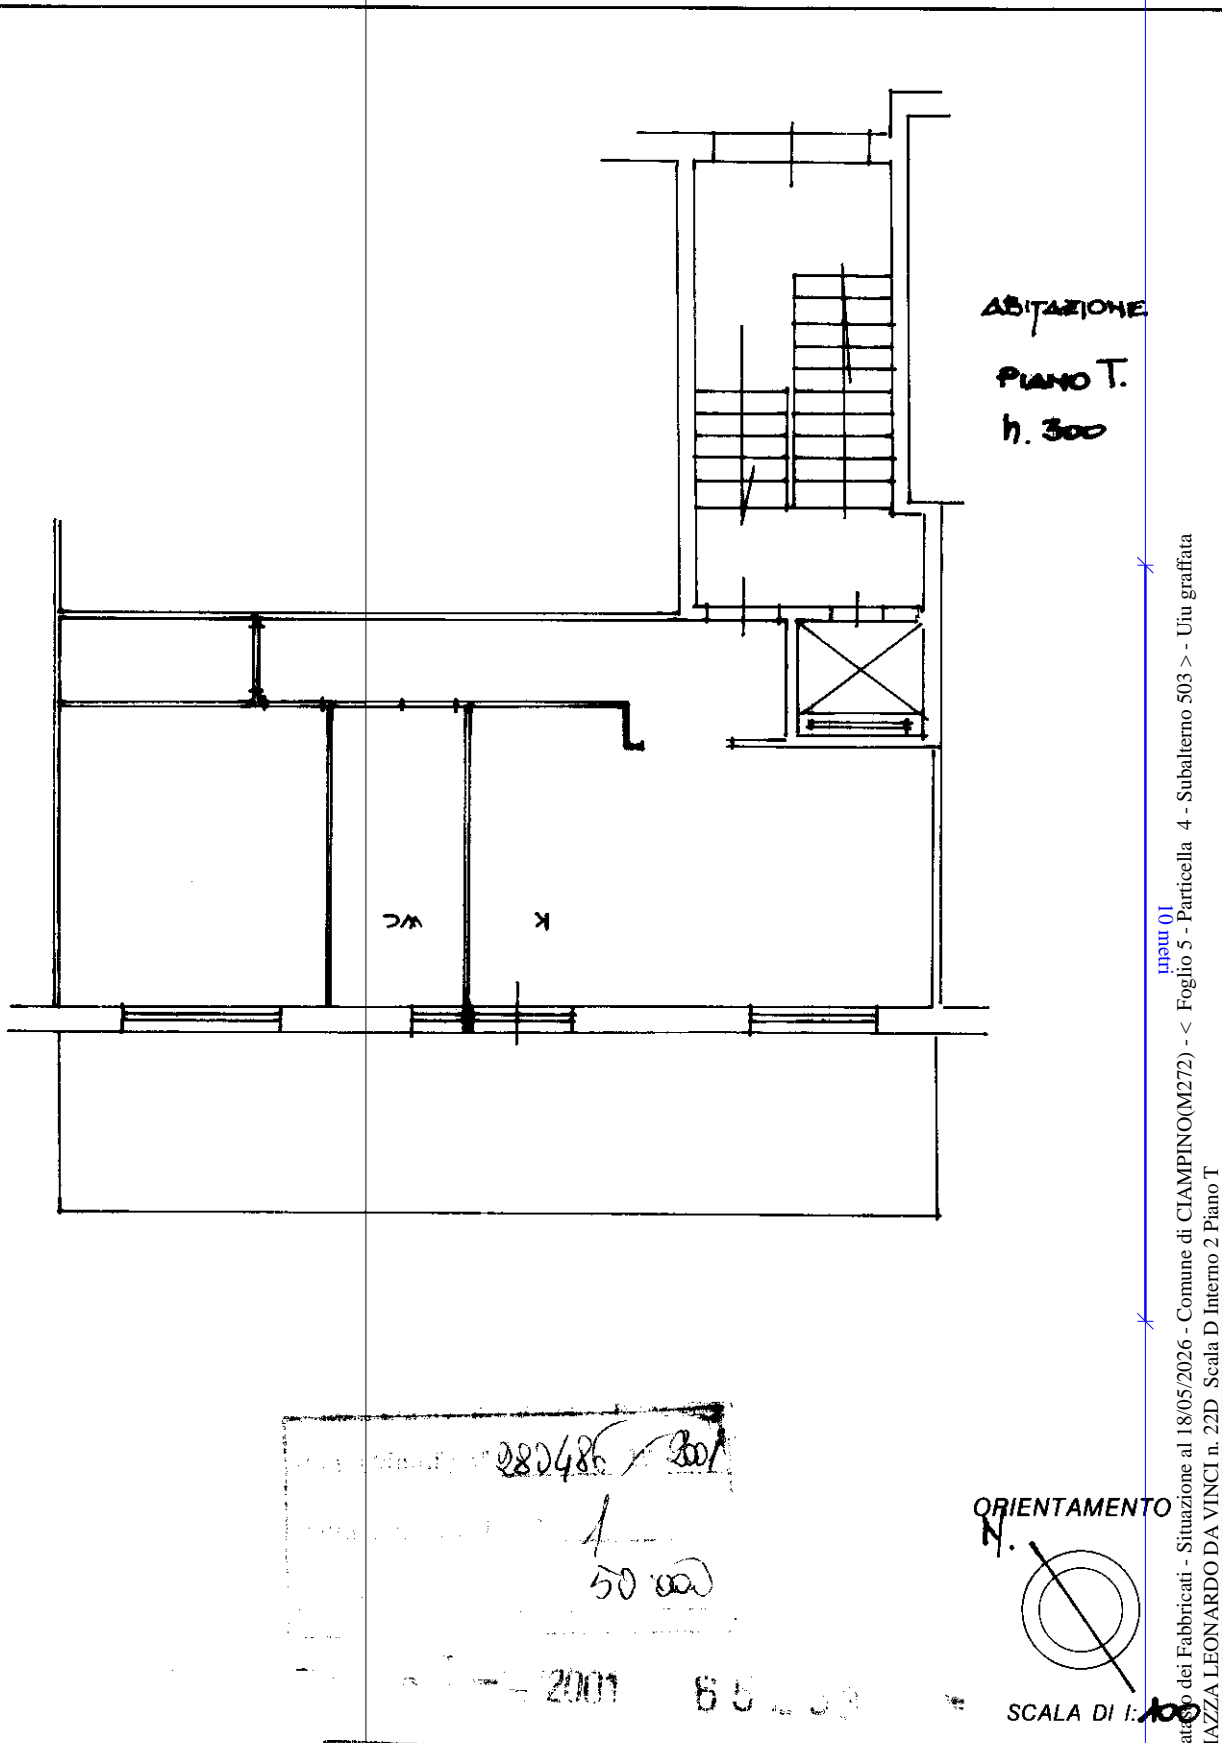 ABITAZIONE
PIANO T.
h. 300
WC
K
10 metri
dei Fabbricati - Situazione al 18/05/2026 - Comune di CIAMPINO(M272) - < Foglio 5 - Particella 4 - Subalterno 503 > - Uiu graffata
IAZZA LEONARDO DA VINCI n. 22D Scala D Interno 2 Piano T
280486 2001
1
50.000
2001
ORIENTAMENTO
N.
SCALA DI 1:100